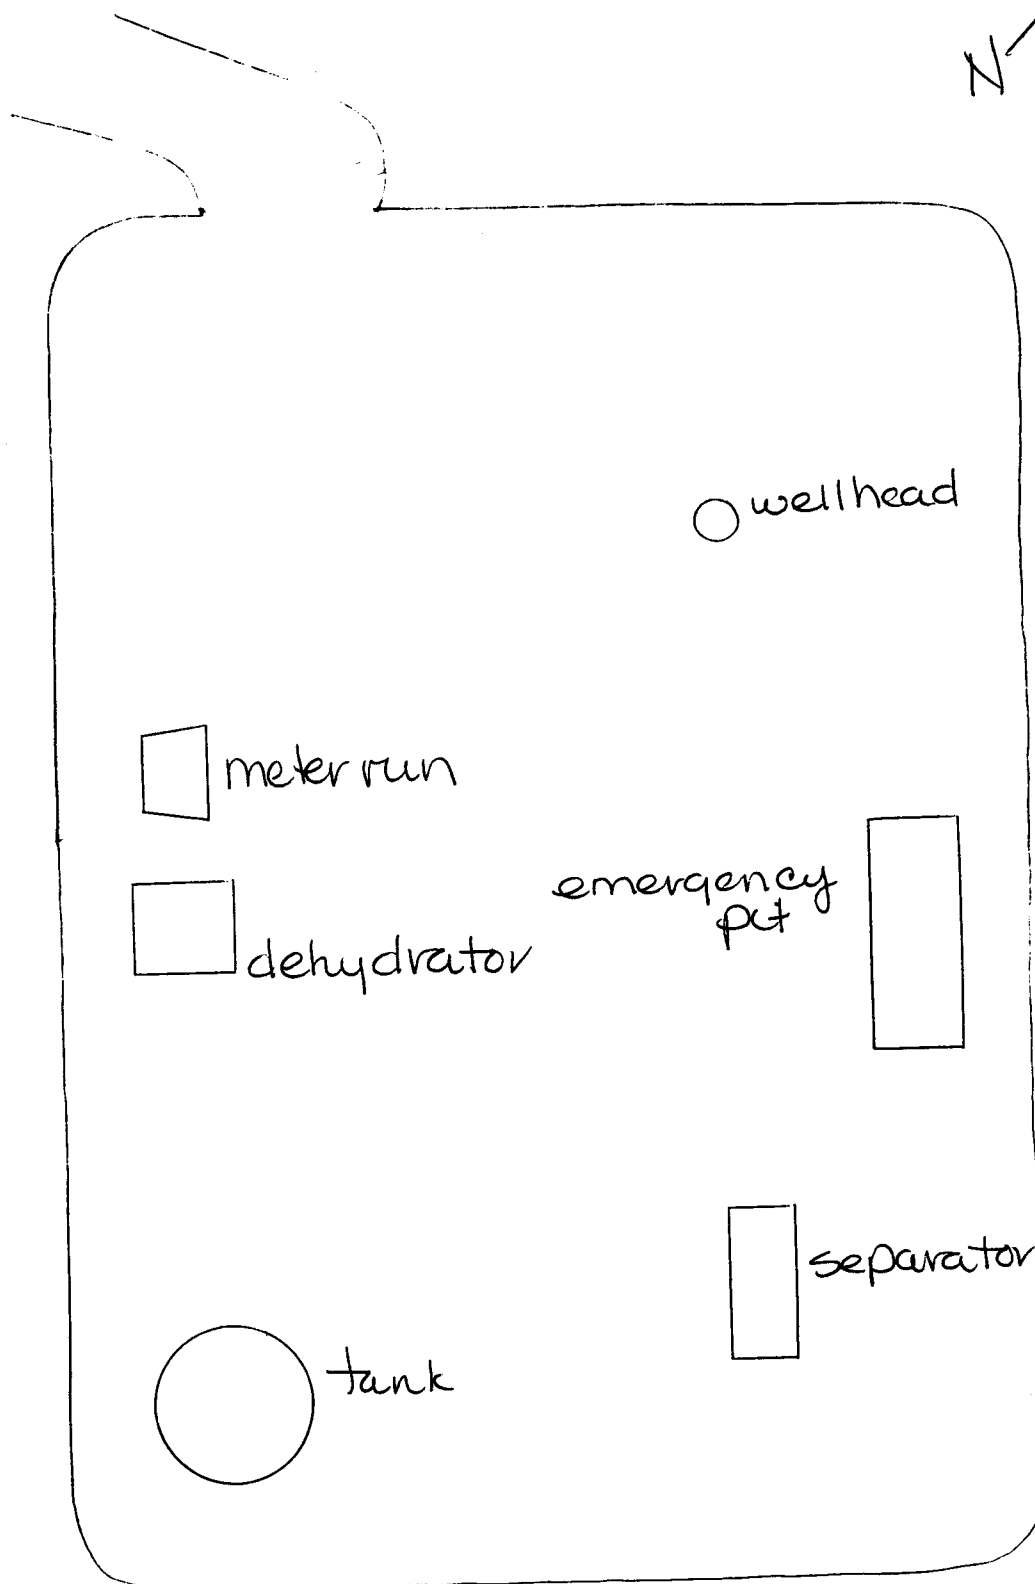 N
wellhead
meter run
emergency
pit
dehydrator
separator
tank